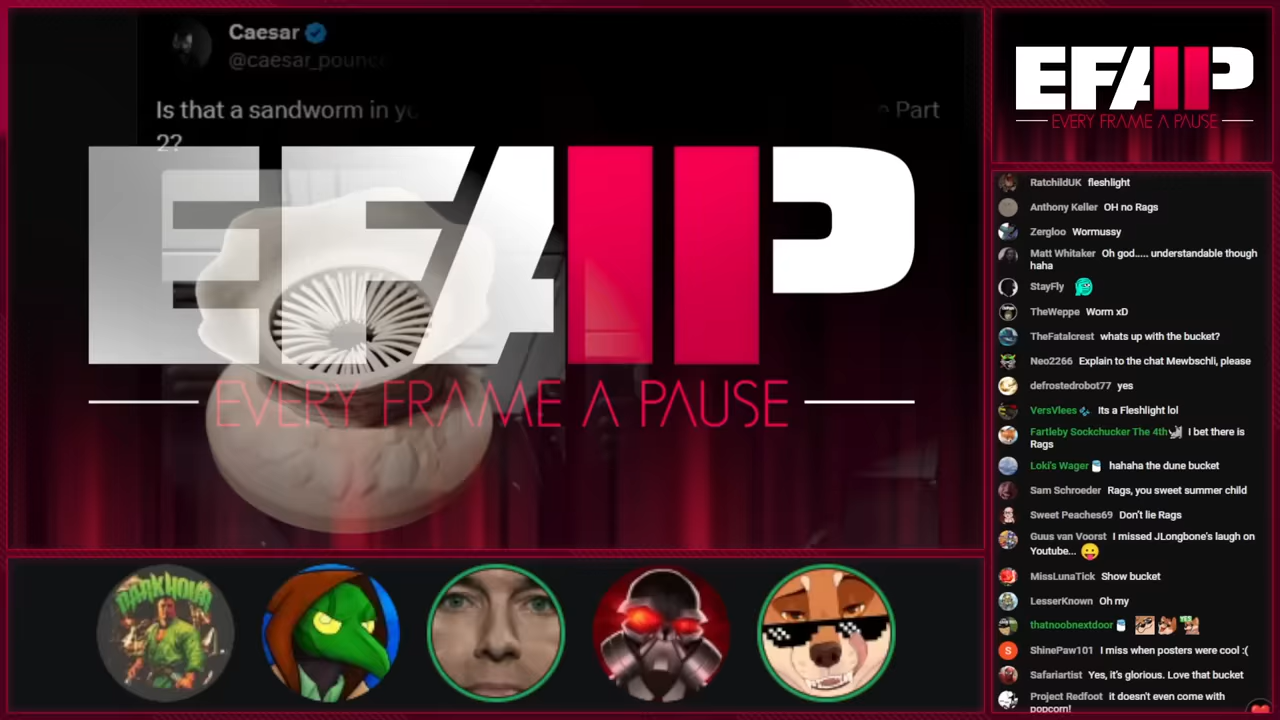 Caesar
@caesar_pounce
Is that a sandworm in yo
Part
2?
EFAP
EVERY FRAME A PAUSE
DARKHOUR
EFAP
EVERY FRAME A PAUSE
RatchildUK fleshlight
Anthony Keller OH no Rags
Zergloo Wormussy
Matt Whitaker Oh god..... understandable though
haha
StayFly
TheWeppe Worm xD
TheFatalcrest whats up with the bucket?
Neo2266 Explain to the chat Mewbschli, please
defrostedrobot77 yes
VersVlees Its a Fleshlight lol
Fartleby Sockchucker The 4th I bet there is
Rags
Loki's Wager hahaha the dune bucket
Sam Schroeder Rags, you sweet summer child
Sweet Peaches69 Don't lie Rags
Guus van Voorst I missed JLongbone's laugh on
Youtube...
MissLunaTick Show bucket
LesserKnown Oh my
thatnoobnextdoor
S ShinePaw101 I miss when posters were cool :(
Safariartist Yes, it's glorious. Love that bucket
Project Redfoot it doesn't even come with
popcorn!